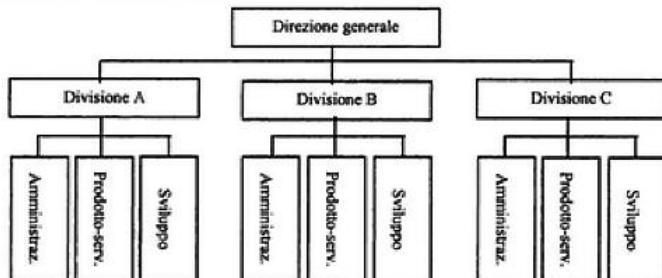 Direzione generale
Divisione A
Divisione B
Divisione C
Amministraz.
Prodotto-serv.
Sviluppo
Amministraz.
Prodotto-serv.
Sviluppo
Amministraz.
Prodotto-serv.
Sviluppo